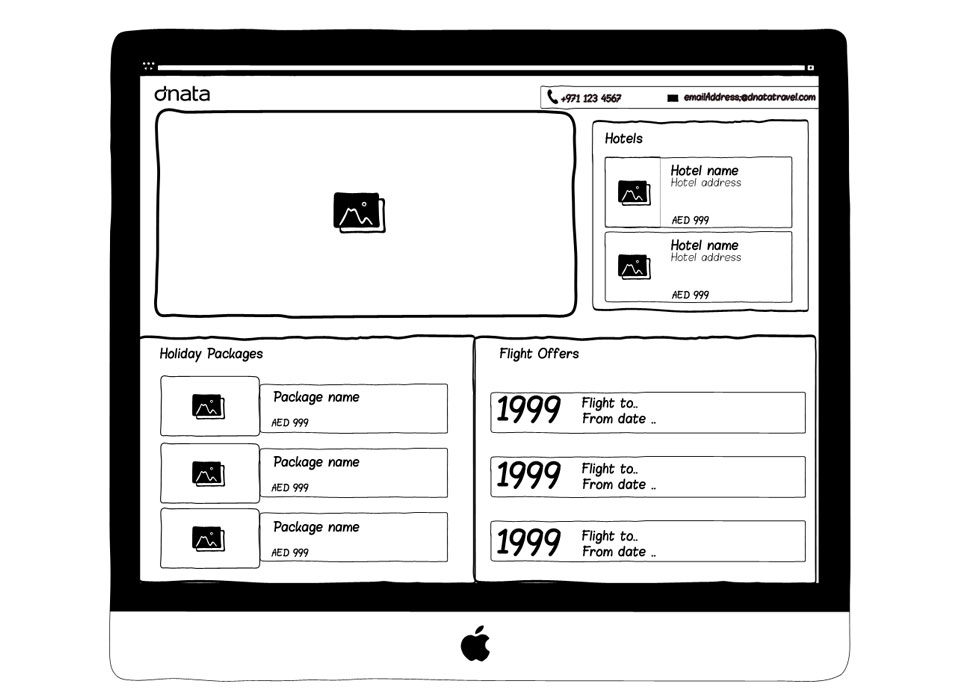 dnata
+971 123 4567
emailAddress;@dnatatravel.com
Hotels
Hotel name
Hotel address
AED 999
Hotel name
Hotel address
AED 999
Holiday Packages
Package name
AED 999
Package name
AED 999
Package name
AED 999
Flight Offers
1999
Flight to..
From date ..
1999
Flight to..
From date ..
1999
Flight to..
From date ..